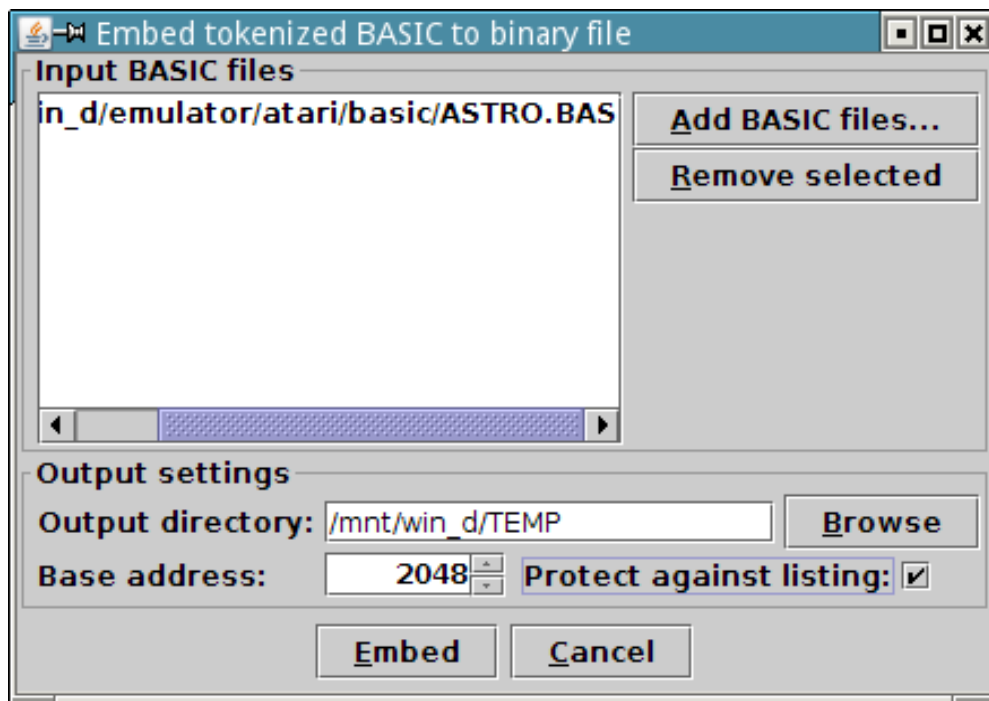 Embed tokenized BASIC to binary file
Input BASIC files
in_d/emulator/atari/basic/ASTRO.BAS
Add BASIC files...
Remove selected
Output settings
Output directory: /mnt/win_d/TEMP Browse
Base address: 2048 Protect against listing:
Embed Cancel